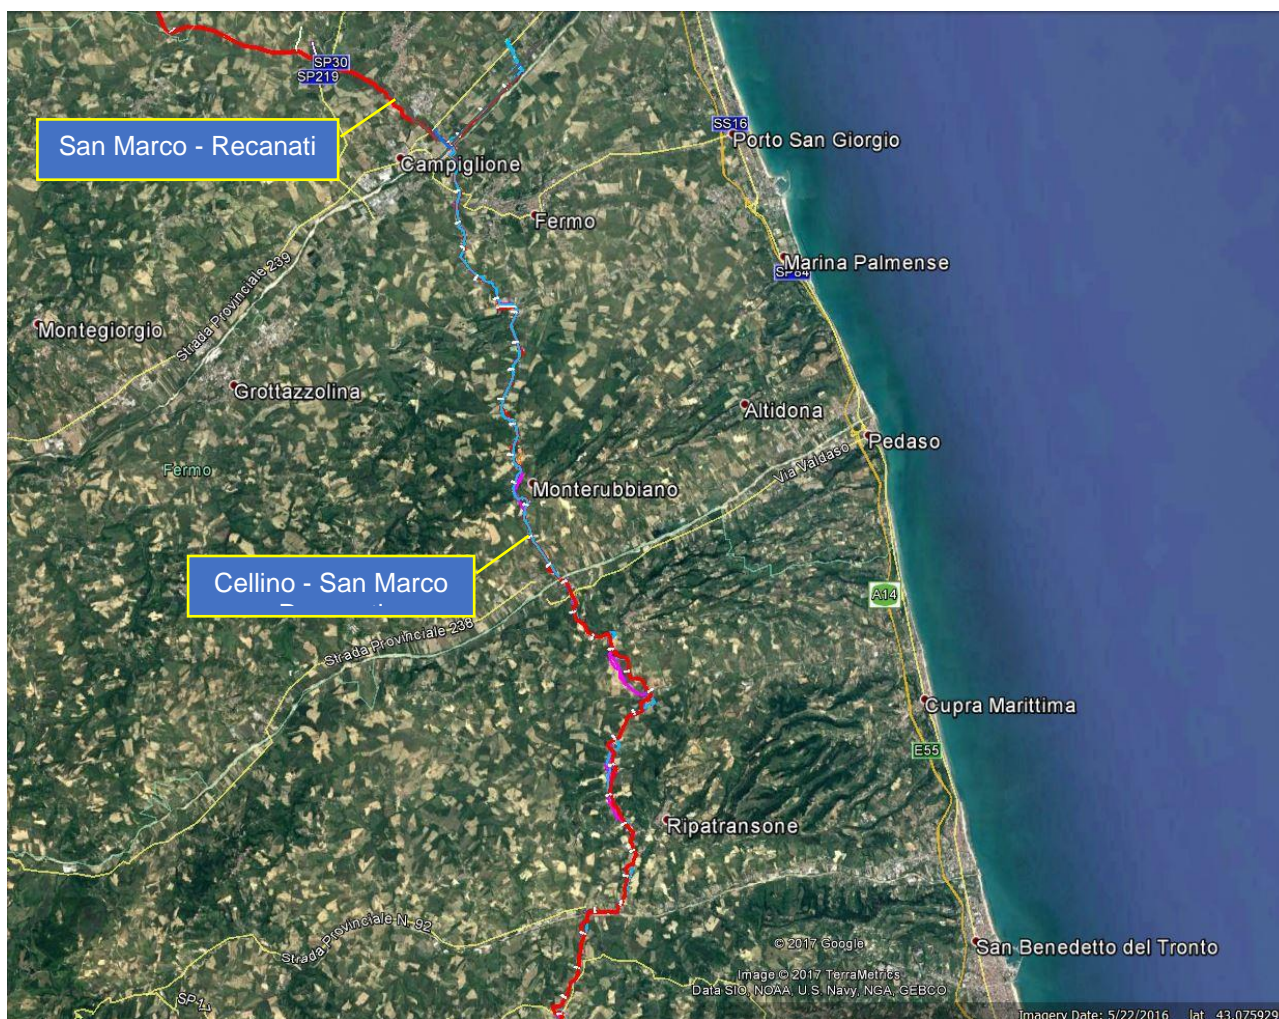 SP30
SP219
San Marco - Recanati
SS16
Porto San Giorgio
Campiglione
Fermo
Marina Palmense
SP84
Strada Provinciale 239
Montegiorgio
Grottazzolina
Altidona
Pedaso
Via Valdaso
Fermo
Monterubbiano
Cellino - San Marco
A14
Strada Provinciale 238
Cupra Marittima
E55
Ripatransone
Strada Provinciale N. 92
© 2017 Google
San Benedetto del Tronto
Image © 2017 TerraMetrics
Data SIO, NOAA, U.S. Navy, NGA, GEBCO
Imagery Date: 5/22/2016 lat 43.075929